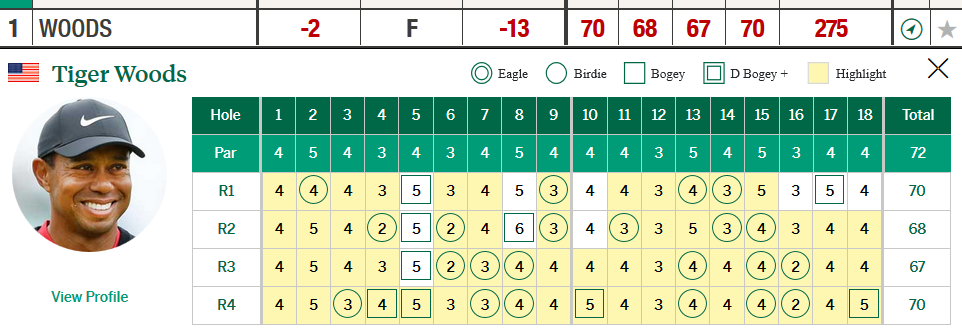 1 WOODS -2 F -13 70 68 67 70 275
Tiger Woods Eagle Birdie Bogey D Bogey + Highlight
Hole 1 2 3 4 5 6 7 8 9 10 11 12 13 14 15 16 17 18 Total
Par 4 5 4 3 4 3 4 5 4 4 4 3 5 4 5 3 4 4 72
R1 4 4 4 3 5 3 4 5 3 4 4 3 4 3 5 3 5 4 70
R2 4 5 4 2 5 2 4 6 3 4 3 3 5 3 4 3 4 4 68
R3 4 5 4 3 5 2 3 4 4 4 4 3 4 4 4 2 4 4 67
R4 4 5 3 4 5 3 3 4 4 5 4 3 4 4 4 2 4 5 70
View Profile